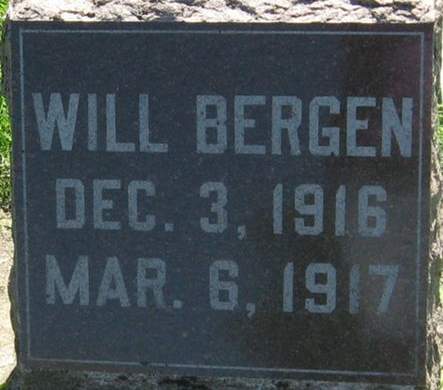 WILL BERGEN
DEC. 3, 1916
MAR. 6, 1917